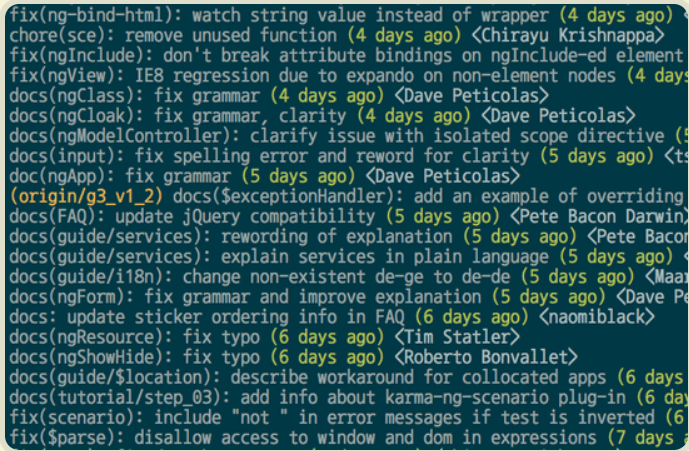 fix(ng-bind-html): watch string value instead of wrapper (4 days ago) <
chore(sce): remove unused function (4 days ago) <Chirayu Krishnappa>
fix(ngInclude): don't break attribute bindings on ngInclude-ed element
fix(ngView): IE8 regression due to expando on non-element nodes (4 days
docs(ngClass): fix grammar (4 days ago) <Dave Peticolas>
docs(ngCloak): fix grammar, clarity (4 days ago) <Dave Peticolas>
docs(ngModelController): clarify issue with isolated scope directive (5
docs(input): fix spelling error and reword for clarity (5 days ago) <ts
doc(ngApp): fix grammar (5 days ago) <Dave Peticolas>
(origin/g3_v1_2) docs($exceptionHandler): add an example of overriding
docs(FAQ): update jQuery compatibility (5 days ago) <Pete Bacon Darwin>
docs(guide/services): rewording of explanation (5 days ago) <Pete Bacon
docs(guide/services): explain services in plain language (5 days ago) <
docs(guide/i18n): change non-existent de-ge to de-de (5 days ago) <Maa
docs(ngForm): fix grammar and improve explanation (5 days ago) <Dave Pe
docs: update sticker ordering info in FAQ (6 days ago) <naomiblack>
docs(ngResource): fix typo (6 days ago) <Tim Statler>
docs(ngShowHide): fix typo (6 days ago) <Roberto Bonvallet>
docs(guide/$location): describe workaround for collocated apps (6 days
docs(tutorial/step_03): add info about karma-ng-scenario plug-in (6 day
fix(scenario): include "not " in error messages if test is inverted (6
fix($parse): disallow access to window and dom in expressions (7 days a